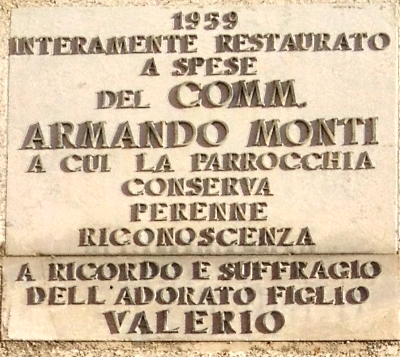 1959
INTERAMENTE RESTAURATO
A SPESE
DEL COMM.
ARMANDO MONTI
A CUI LA PARROCCHIA
CONSERVA
PERENNE
RICONOSCENZA
A RICORDO E SUFFRAGIO
DELL'ADORATO FIGLIO
VALERIO